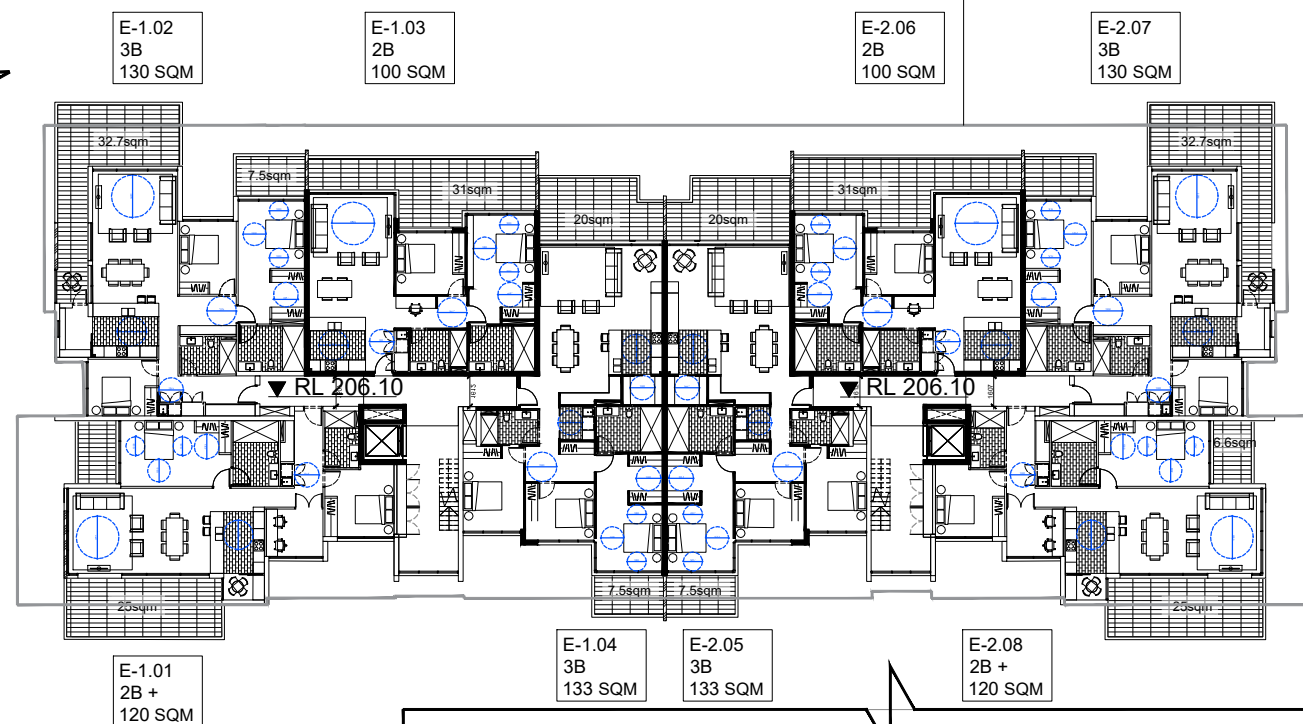 E-1.02
3B
130 SQM
E-1.03
2B
100 SQM
E-2.06
2B
100 SQM
E-2.07
3B
130 SQM
32.7sqm
7.5sqm
31sqm
20sqm
20sqm
31sqm
32.7sqm
RL 206.10
RL 206.10
1815
1607
6.6sqm
25sqm
7.5sqm
7.5sqm
25sqm
E-1.01
2B +
120 SQM
E-1.04
3B
133 SQM
E-2.05
3B
133 SQM
E-2.08
2B +
120 SQM